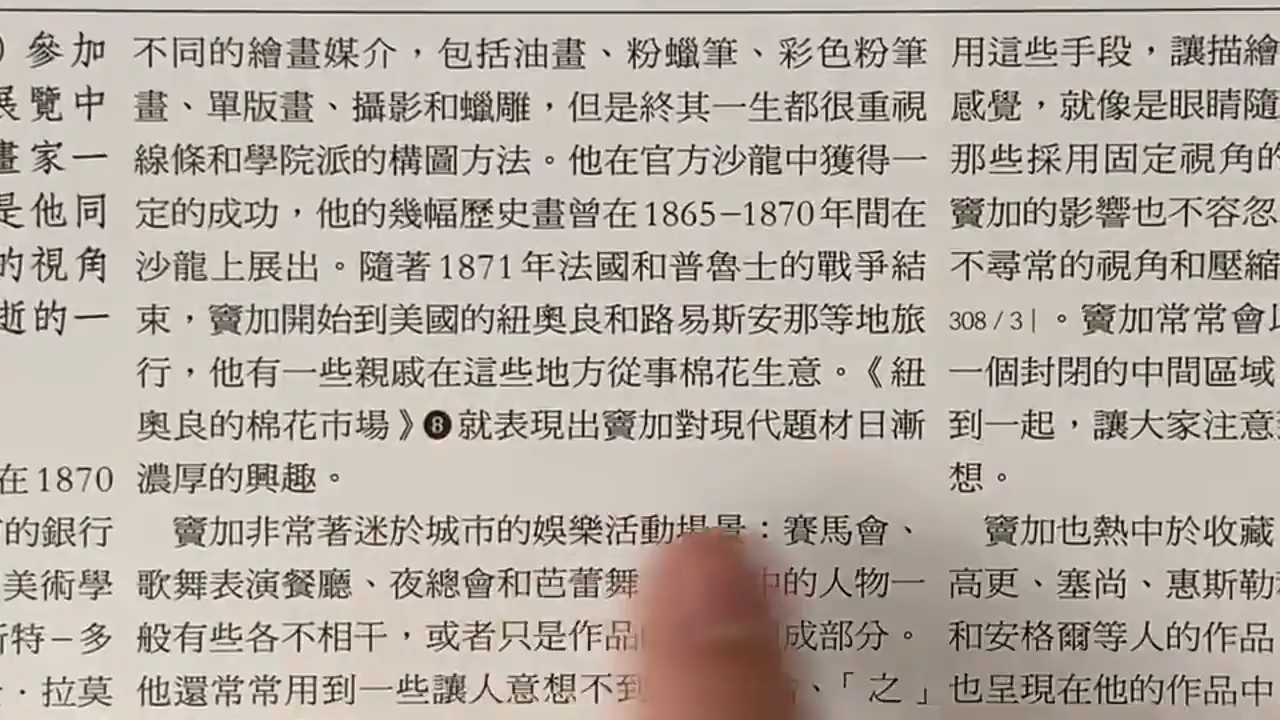 參加
展覽中
畫家一
是他同
的視角
逝的一
在1870
的銀行
美術學
斯特–多
·拉莫
不同的繪畫媒介，包括油畫、粉蠟筆、彩色粉筆
畫、單版畫、攝影和蠟雕，但是終其一生都很重視
線條和學院派的構圖方法。他在官方沙龍中獲得一
定的成功，他的幾幅歷史畫曾在1865–1870年間在
沙龍上展出。隨著1871年法國和普魯士的戰爭結
束，竇加開始到美國的紐奧良和路易斯安那等地旅
行，他有一些親戚在這些地方從事棉花生意。《紐
奧良的棉花市場》❽就表現出竇加對現代題材日漸
濃厚的興趣。
竇加非常著迷於城市的娛樂活動場景：賽馬會、
歌舞表演餐廳、夜總會和芭蕾舞中的人物一
般有些各不相干，或者只是作品成部分。
他還常常用到一些讓人意想不到、「之」
用這些手段，讓描繪
感覺，就像是眼睛隨
那些採用固定視角的
竇加的影響也不容忽
不尋常的視角和壓縮
308 / 3|。竇加常常會以
一個封閉的中間區域
到一起，讓大家注意
想。
竇加也熱中於收藏
高更、塞尚、惠斯勒
和安格爾等人的作品
也呈現在他的作品中